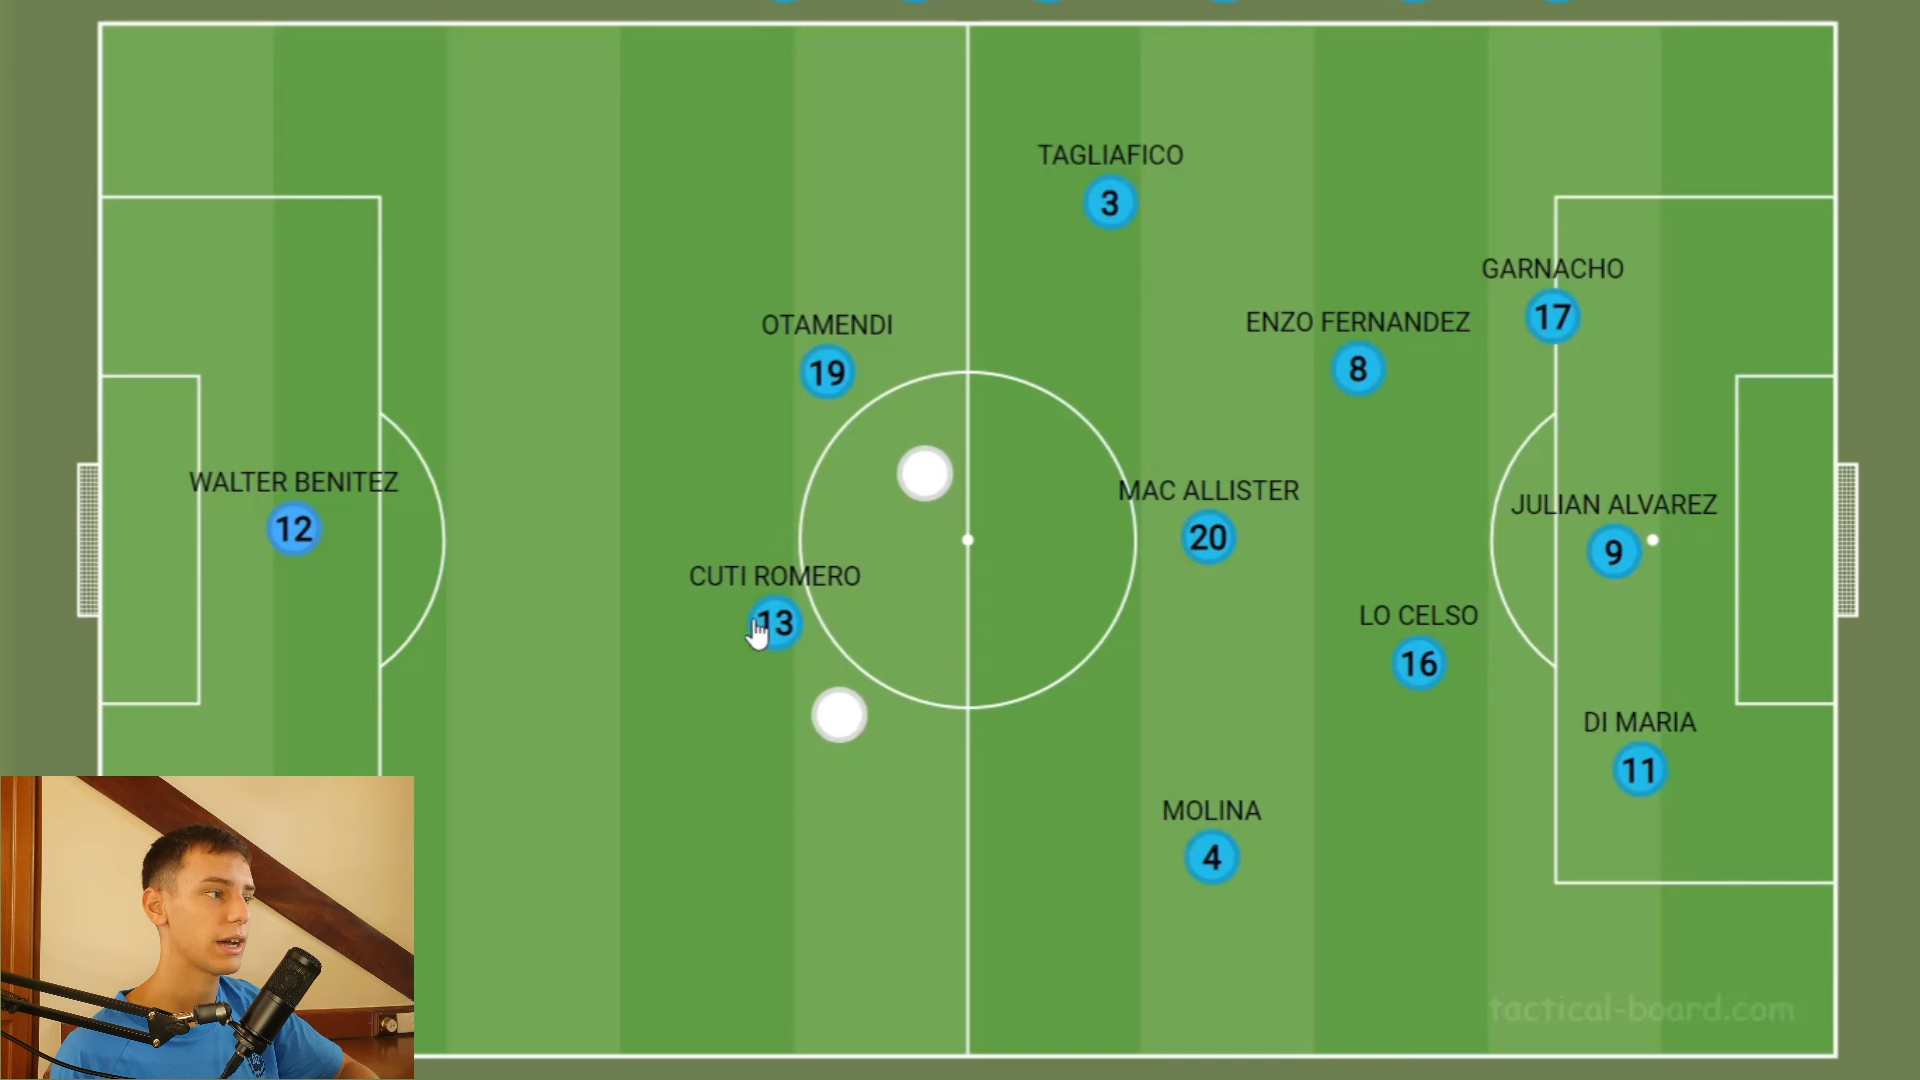 TAGLIAFICO
3
GARNACHO
17
OTAMENDI
19
ENZO FERNANDEZ
8
WALTER BENITEZ
12
MAC ALLISTER
20
JULIAN ALVAREZ
9
CUTI ROMERO
13
LO CELSO
16
DI MARIA
11
MOLINA
4
tactical-board.com